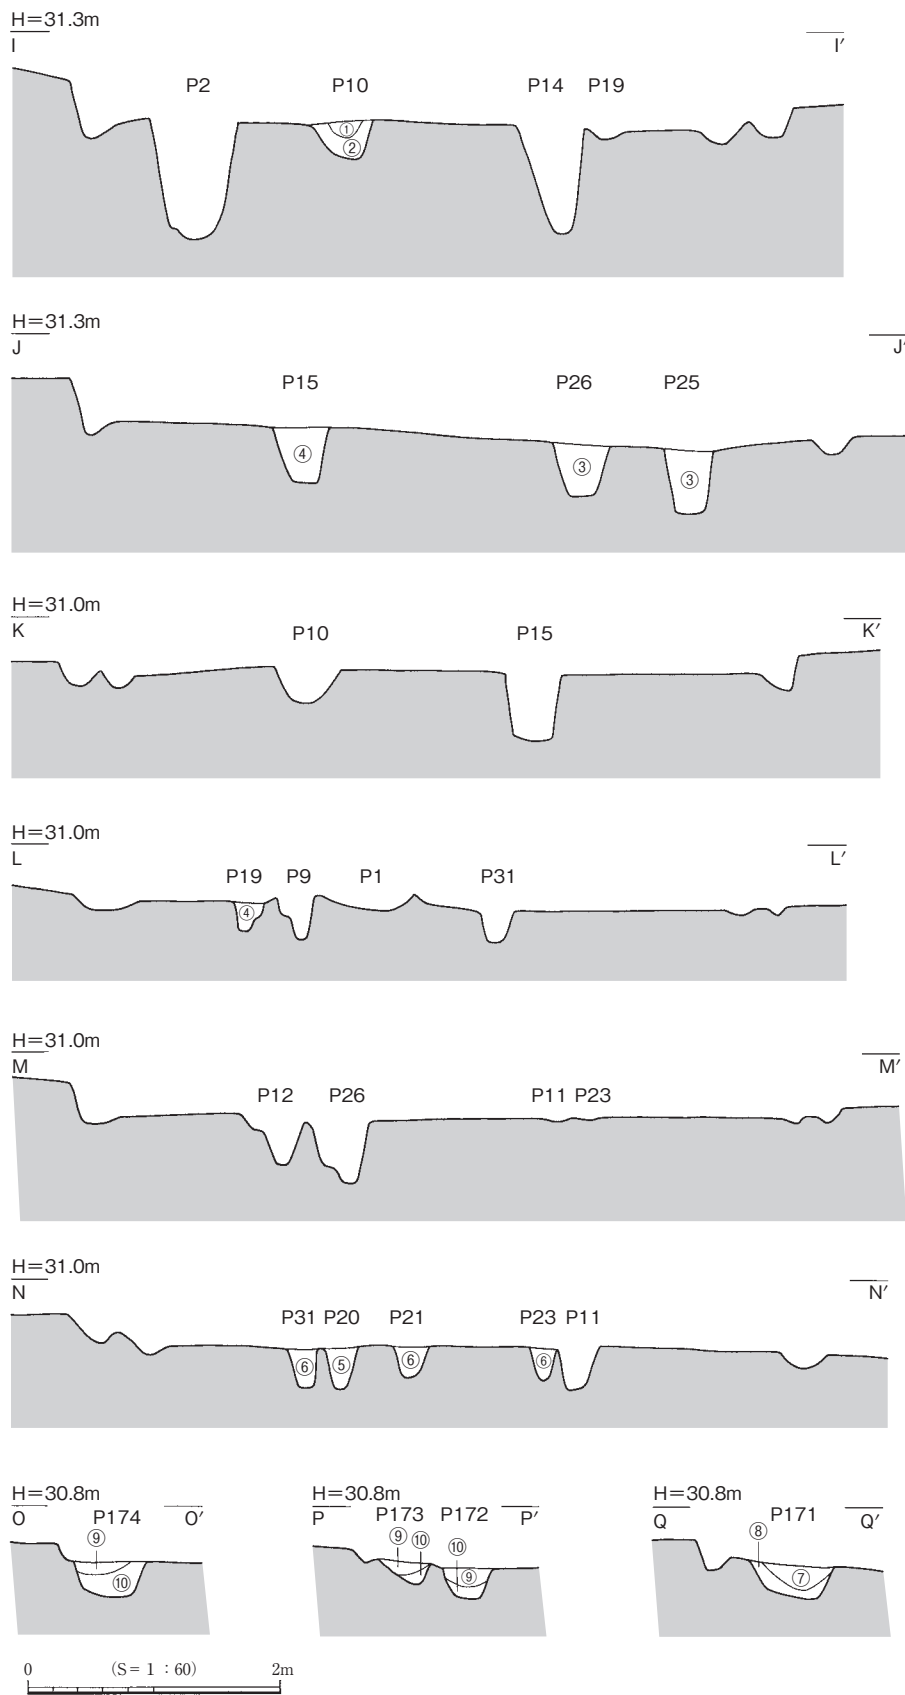 H＝31.3m
I I′
P2 P10 P14 P19
①
②
H＝31.3m
J J′
P15 P26 P25
④ ③ ③
H＝31.0m
K K′
P10 P15
H＝31.0m
L L′
P19 P9 P1 P31
④
H＝31.0m
M M′
P12 P26 P11 P23
H＝31.0m
N N′
P31 P20 P21 P23 P11
⑥ ⑤ ⑥ ⑥
H＝30.8m H＝30.8m H＝30.8m
O P174 O′ P P173 P172 P′ Q P171 Q′
⑨ ⑨ ⑩ ⑩ ⑧
⑩ ⑨ ⑦
0 (S＝1：60) 2m